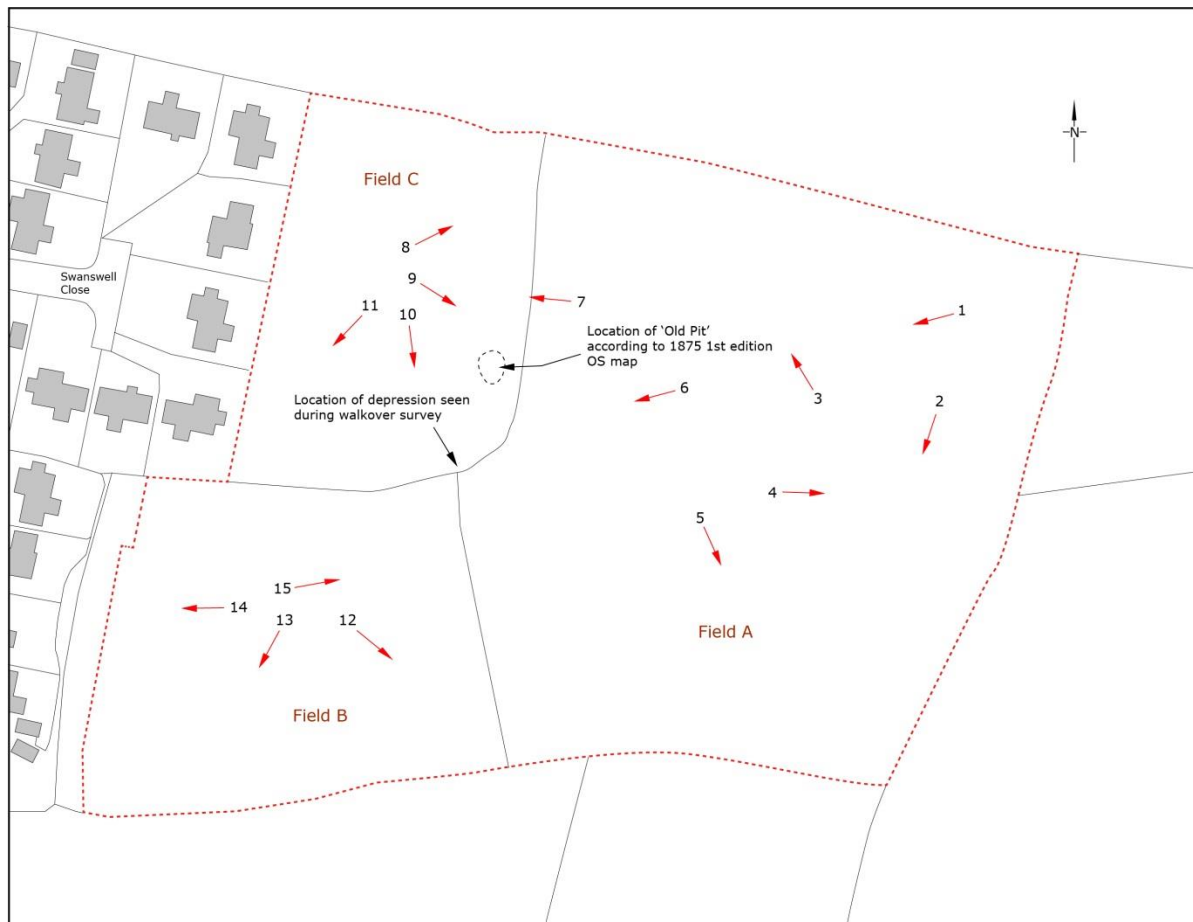 Field C
N
8
Swanswell
Close
9
11
10
7
1
Location of ‘Old Pit’
according to 1875 1st edition
OS map
6
3
2
Location of depression seen
during walkover survey
4
5
15
14
13
12
Field A
Field B